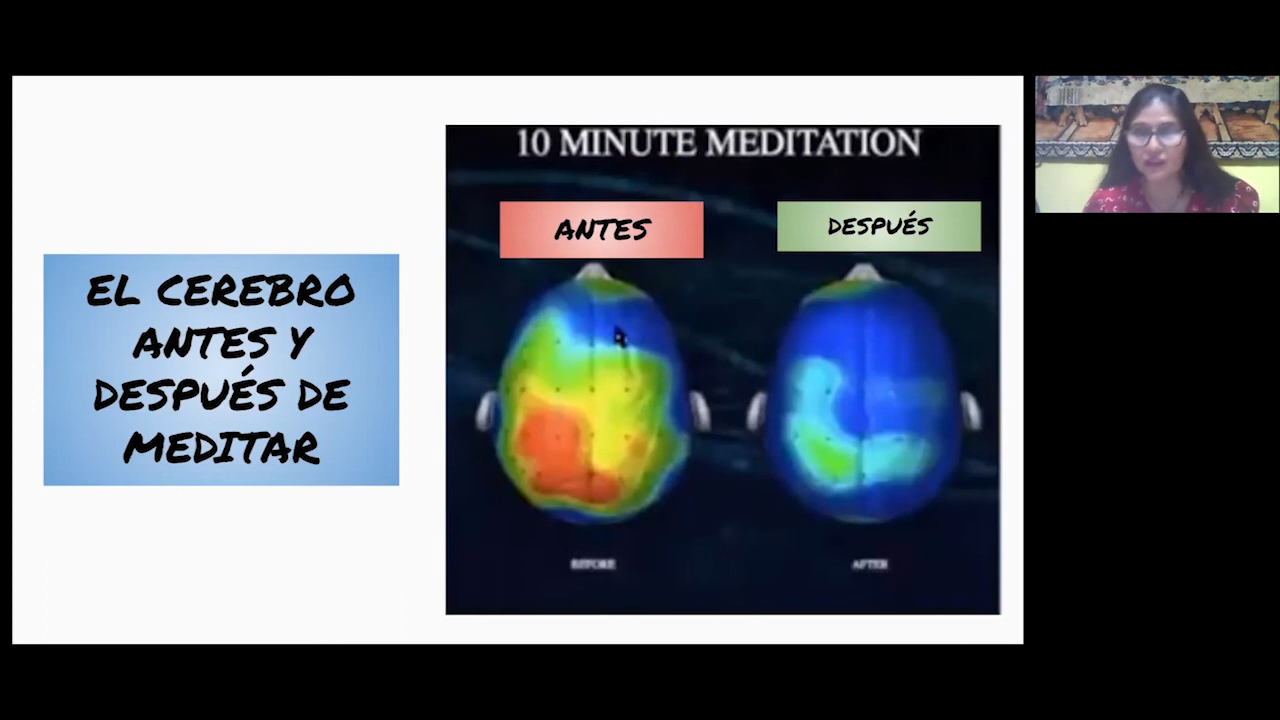 10 MINUTE MEDITATION
ANTES
DESPUÉS
EL CEREBRO
ANTES Y
DESPUÉS DE
MEDITAR
BEFORE
AFTER